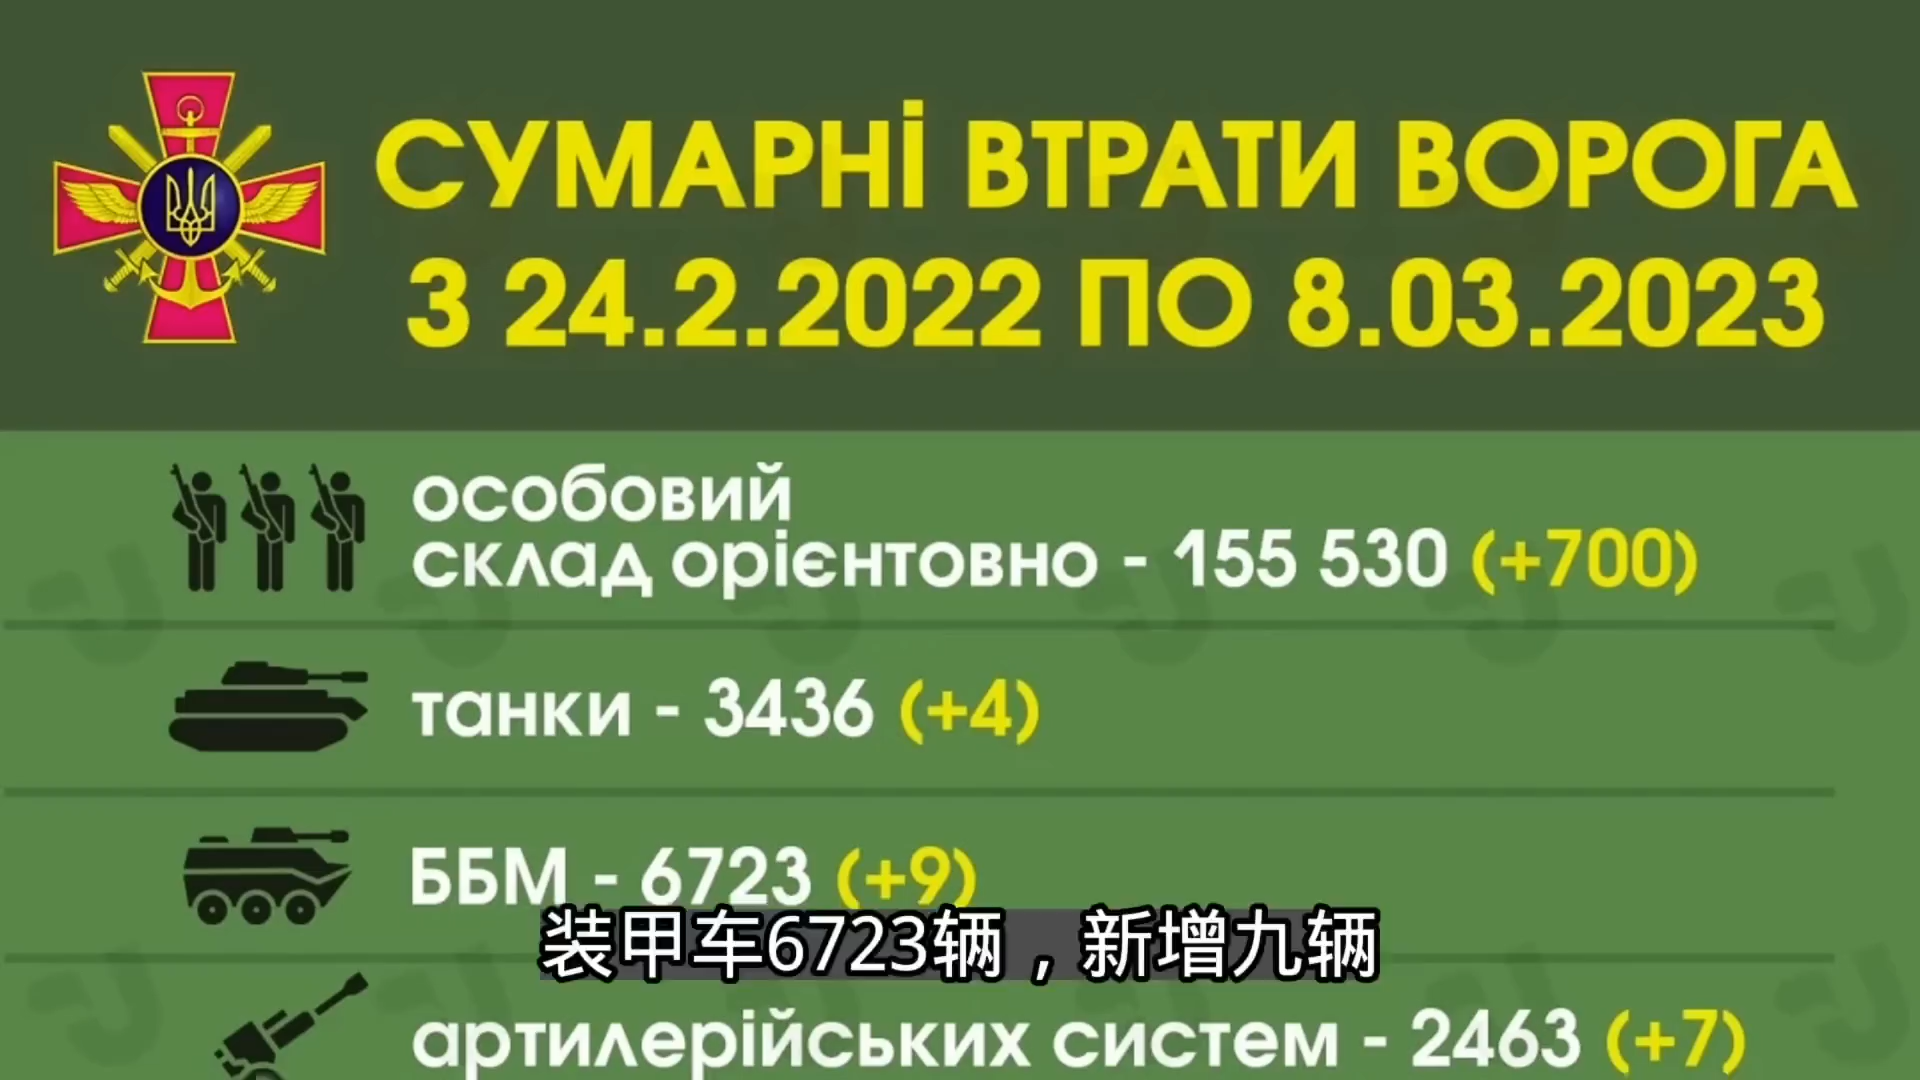 СУМАРНІ ВТРАТИ ВОРОГА
З 24.2.2022 ПО 8.03.2023
особовий
склад орієнтовно - 155 530 (+700)
танки - 3436 (+4)
ББМ - 6723 (+9)
装甲车6723辆，新增九辆
артилерійських систем - 2463 (+7)